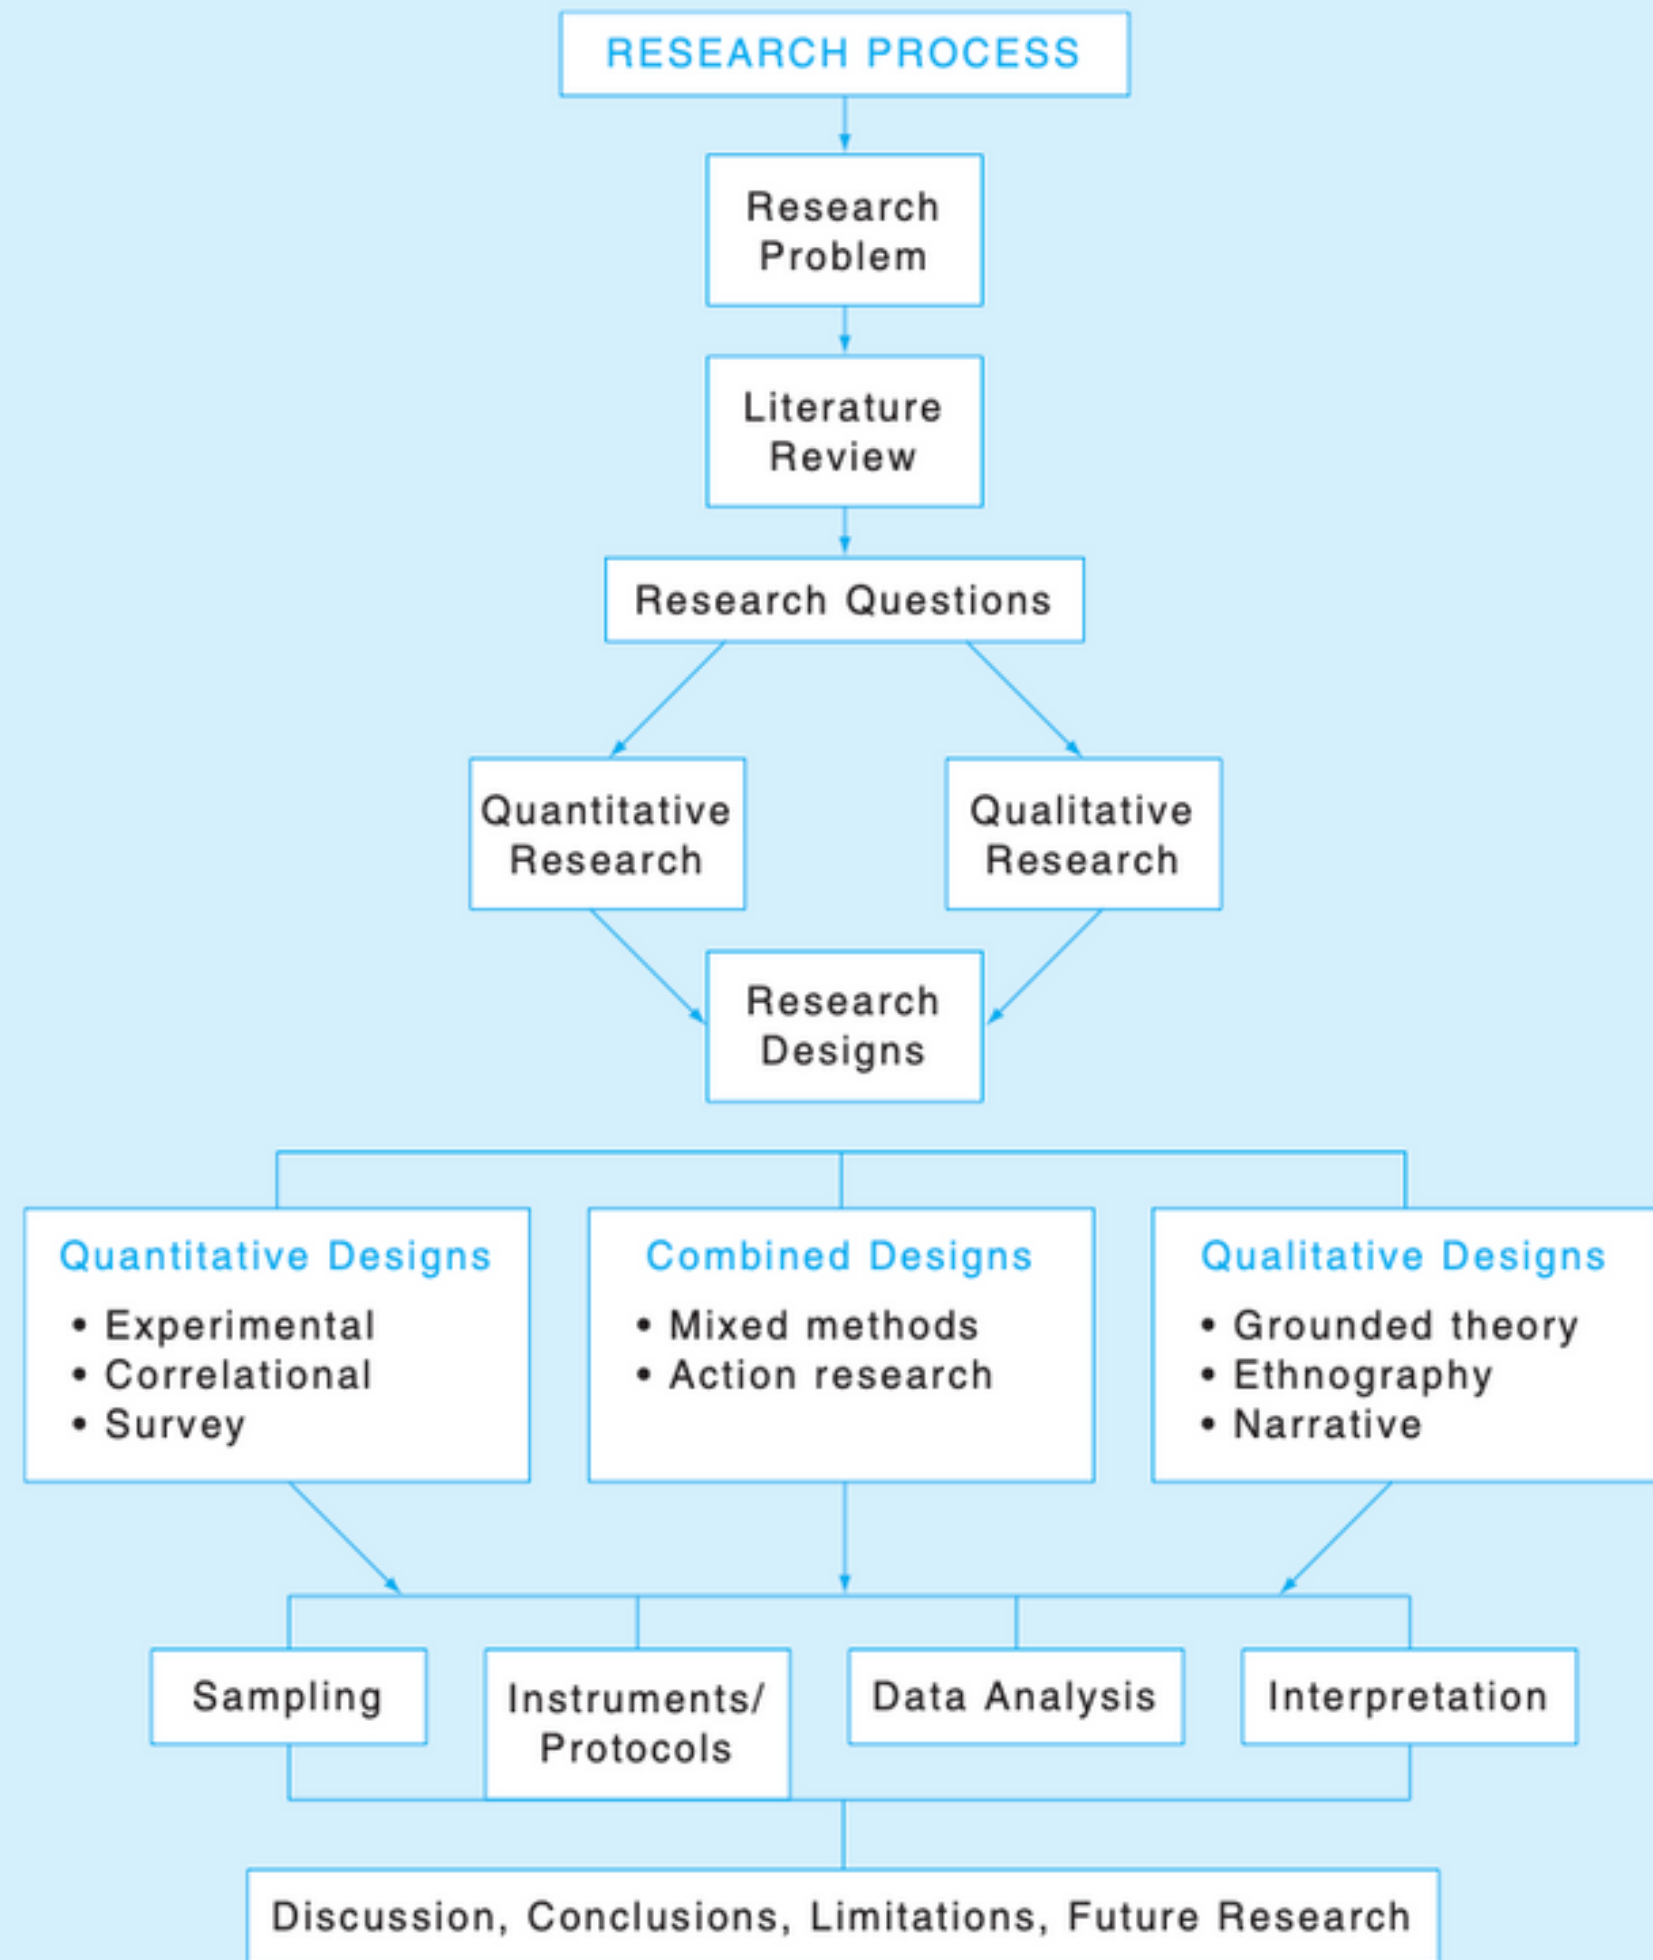 RESEARCH PROCESS
Research
Problem
Literature
Review
Research Questions
Quantitative
Research
Qualitative
Research
Research
Designs
Quantitative Designs
• Experimental
• Correlational
• Survey
Combined Designs
• Mixed methods
• Action research
Qualitative Designs
• Grounded theory
• Ethnography
• Narrative
Sampling
Instruments/
Protocols
Data Analysis
Interpretation
Discussion, Conclusions, Limitations, Future Research